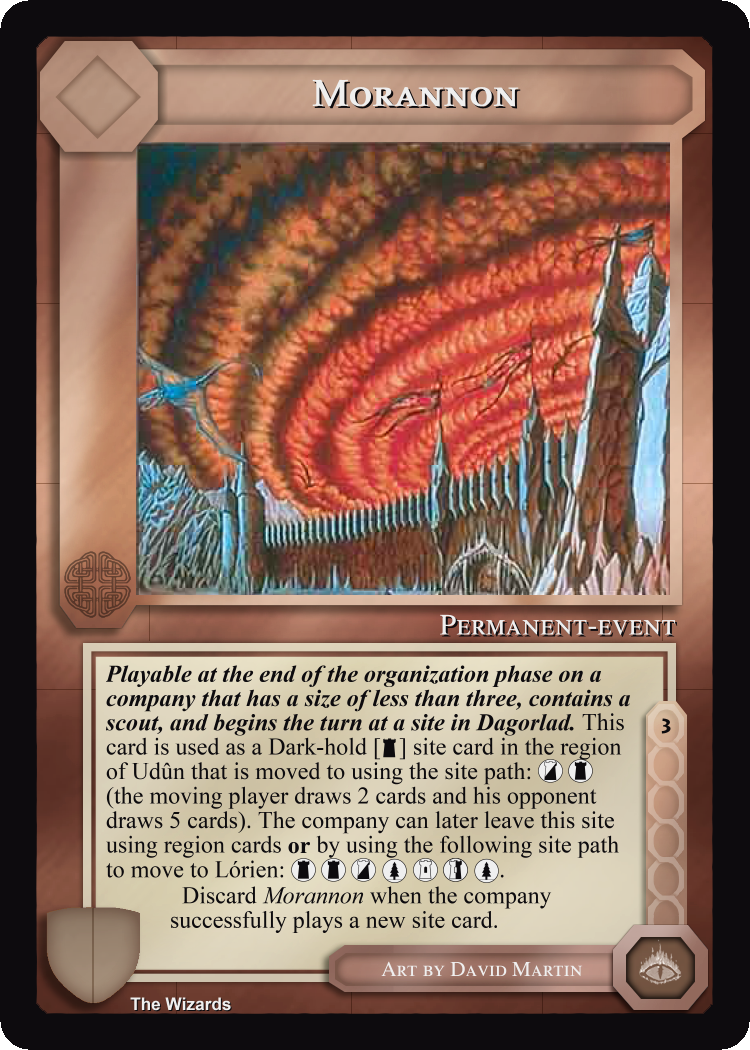 Morannon
Permanent-event
Playable at the end of the organization phase on a
company that has a size of less than three, contains a
scout, and begins the turn at a site in Dagorlad. This
card is used as a Dark-hold [ ] site card in the region
of Udûn that is moved to using the site path:
(the moving player draws 2 cards and his opponent
draws 5 cards). The company can later leave this site
using region cards or by using the following site path
to move to Lórien: .
Discard Morannon when the company
successfully plays a new site card.
3
Art by David Martin
The Wizards